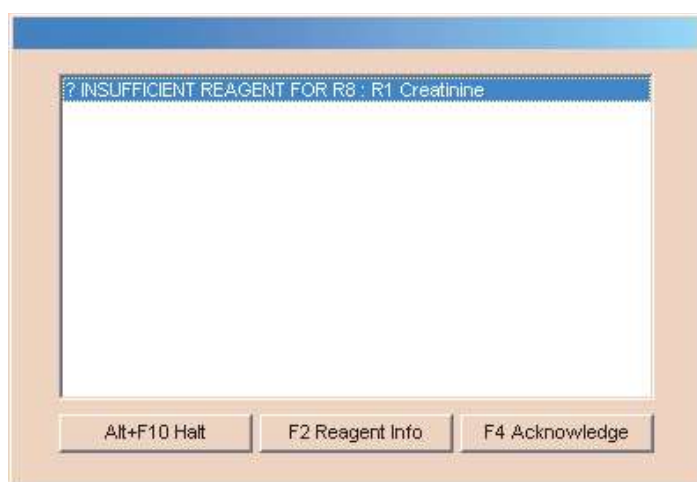 ? INSUFFICIENT REAGENT FOR R8 : R1 Creatinine
Alt+F10 Halt
F2 Reagent Info
F4 Acknowledge